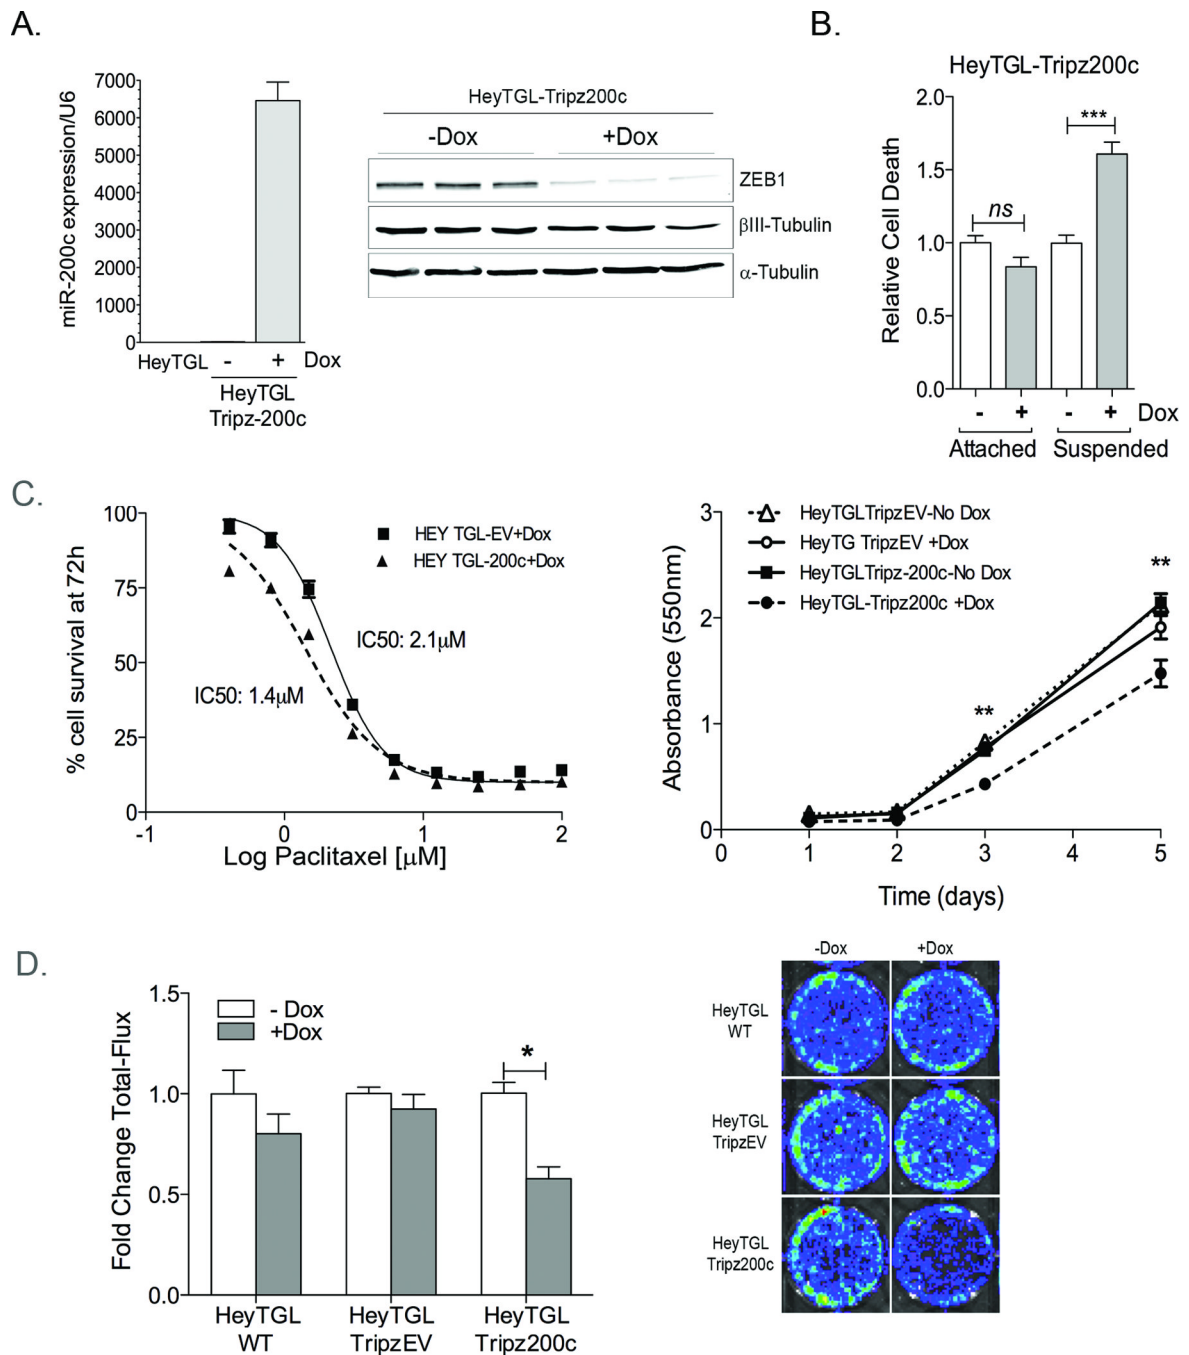 A.
7000
6000
5000
4000
3000
2000
1000
0
miR-200c expression/U6
HeyTGL - + Dox
HeyTGL
Tripz-200c
HeyTGL-Tripz200c
-Dox +Dox
ZEB1
βIII-Tubulin
α-Tubulin
B.
HeyTGL-Tripz200c
2.0
1.5
1.0
0.5
0.0
Relative Cell Death
ns
***
- + - + Dox
Attached Suspended
C.
100
75
50
25
0
% cell survival at 72h
HEY TGL-EV+Dox
HEY TGL-200c+Dox
IC50: 2.1μM
IC50: 1.4μM
-1 0 1 2
Log Paclitaxel [μM]
3
2
1
0
Absorbance (550nm)
HeyTGLTripzEV-No Dox
HeyTG TripzEV +Dox
HeyTGLTripz-200c-No Dox
HeyTGL-Tripz200c +Dox
**
**
0 1 2 3 4 5
Time (days)
D.
1.5
1.0
0.5
0.0
Fold Change Total-Flux
- Dox
+Dox
*
HeyTGL
WT
HeyTGL
TripzEV
HeyTGL
Tripz200c
-Dox +Dox
HeyTGL
WT
HeyTGL
TripzEV
HeyTGL
Tripz200c